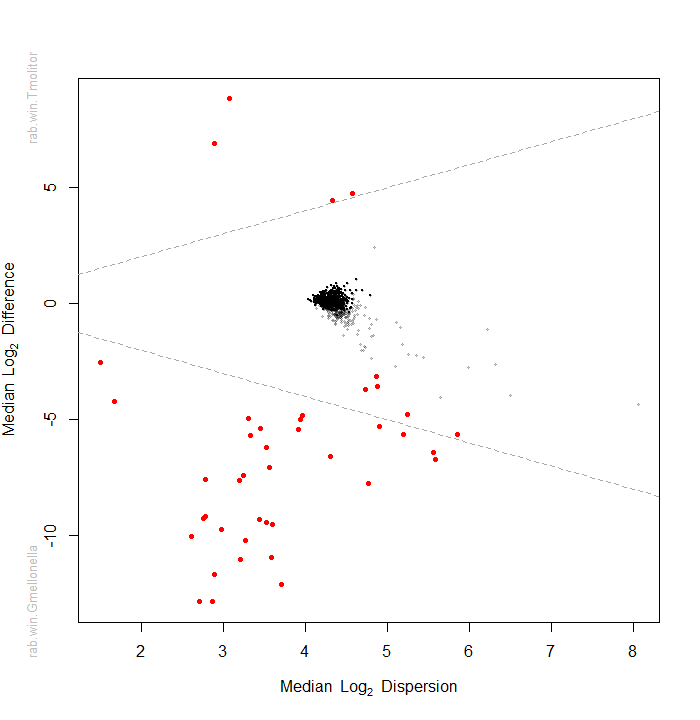 rab.win.Tmolitor
rab.win.Gmellonella
Median Log2 Difference
5
0
-5
-10
2 3 4 5 6 7 8
Median Log2 Dispersion